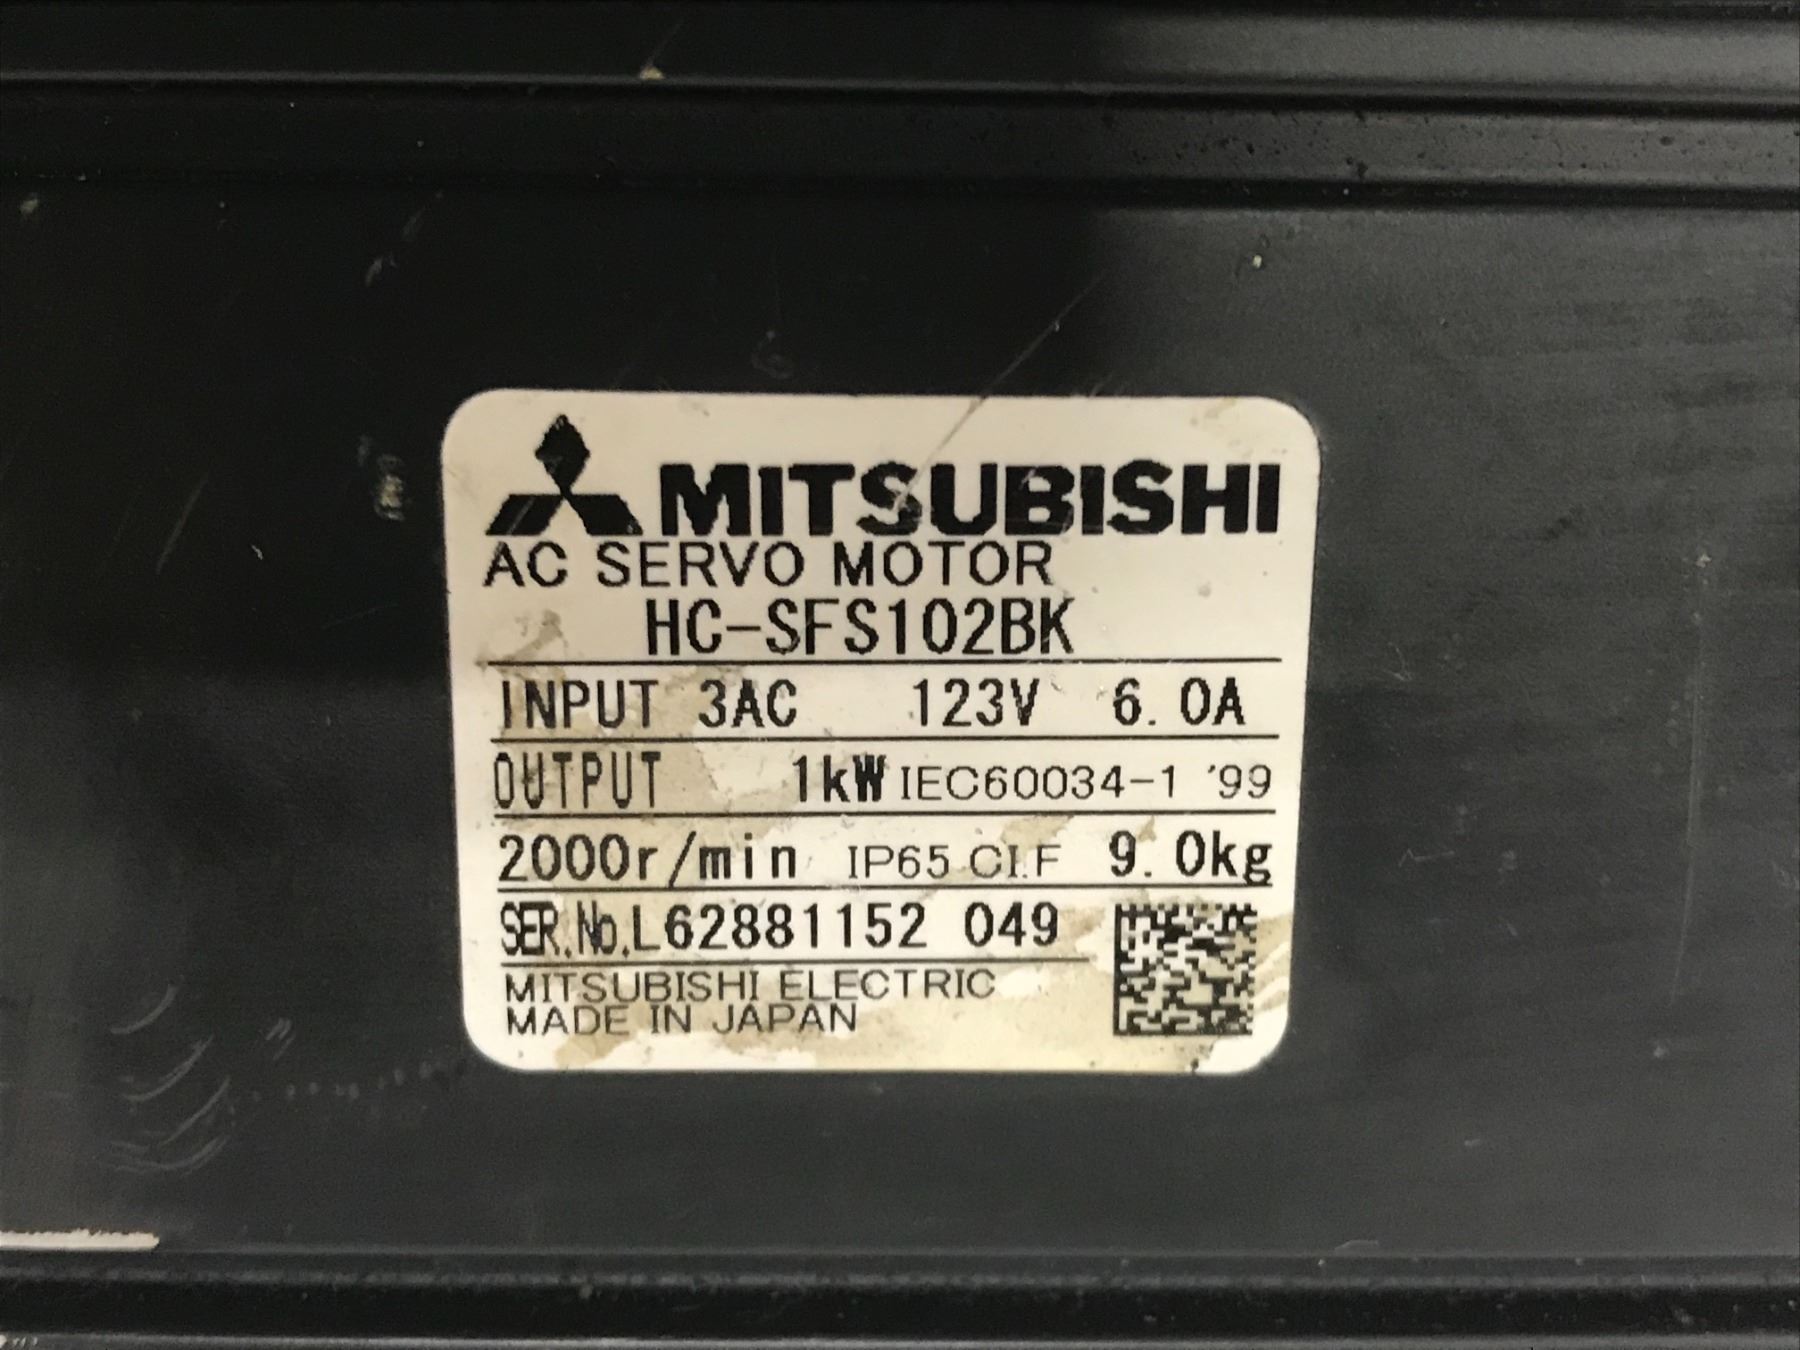 MITSUBISHI
AC SERVO MOTOR
HC-SFS102BK
INPUT 3AC 123V 6.0A
OUTPUT 1kW IEC60034-1 '99
2000r/min IP65 CI.F 9.0kg
SER.No.L62881152 049
MITSUBISHI ELECTRIC
MADE IN JAPAN